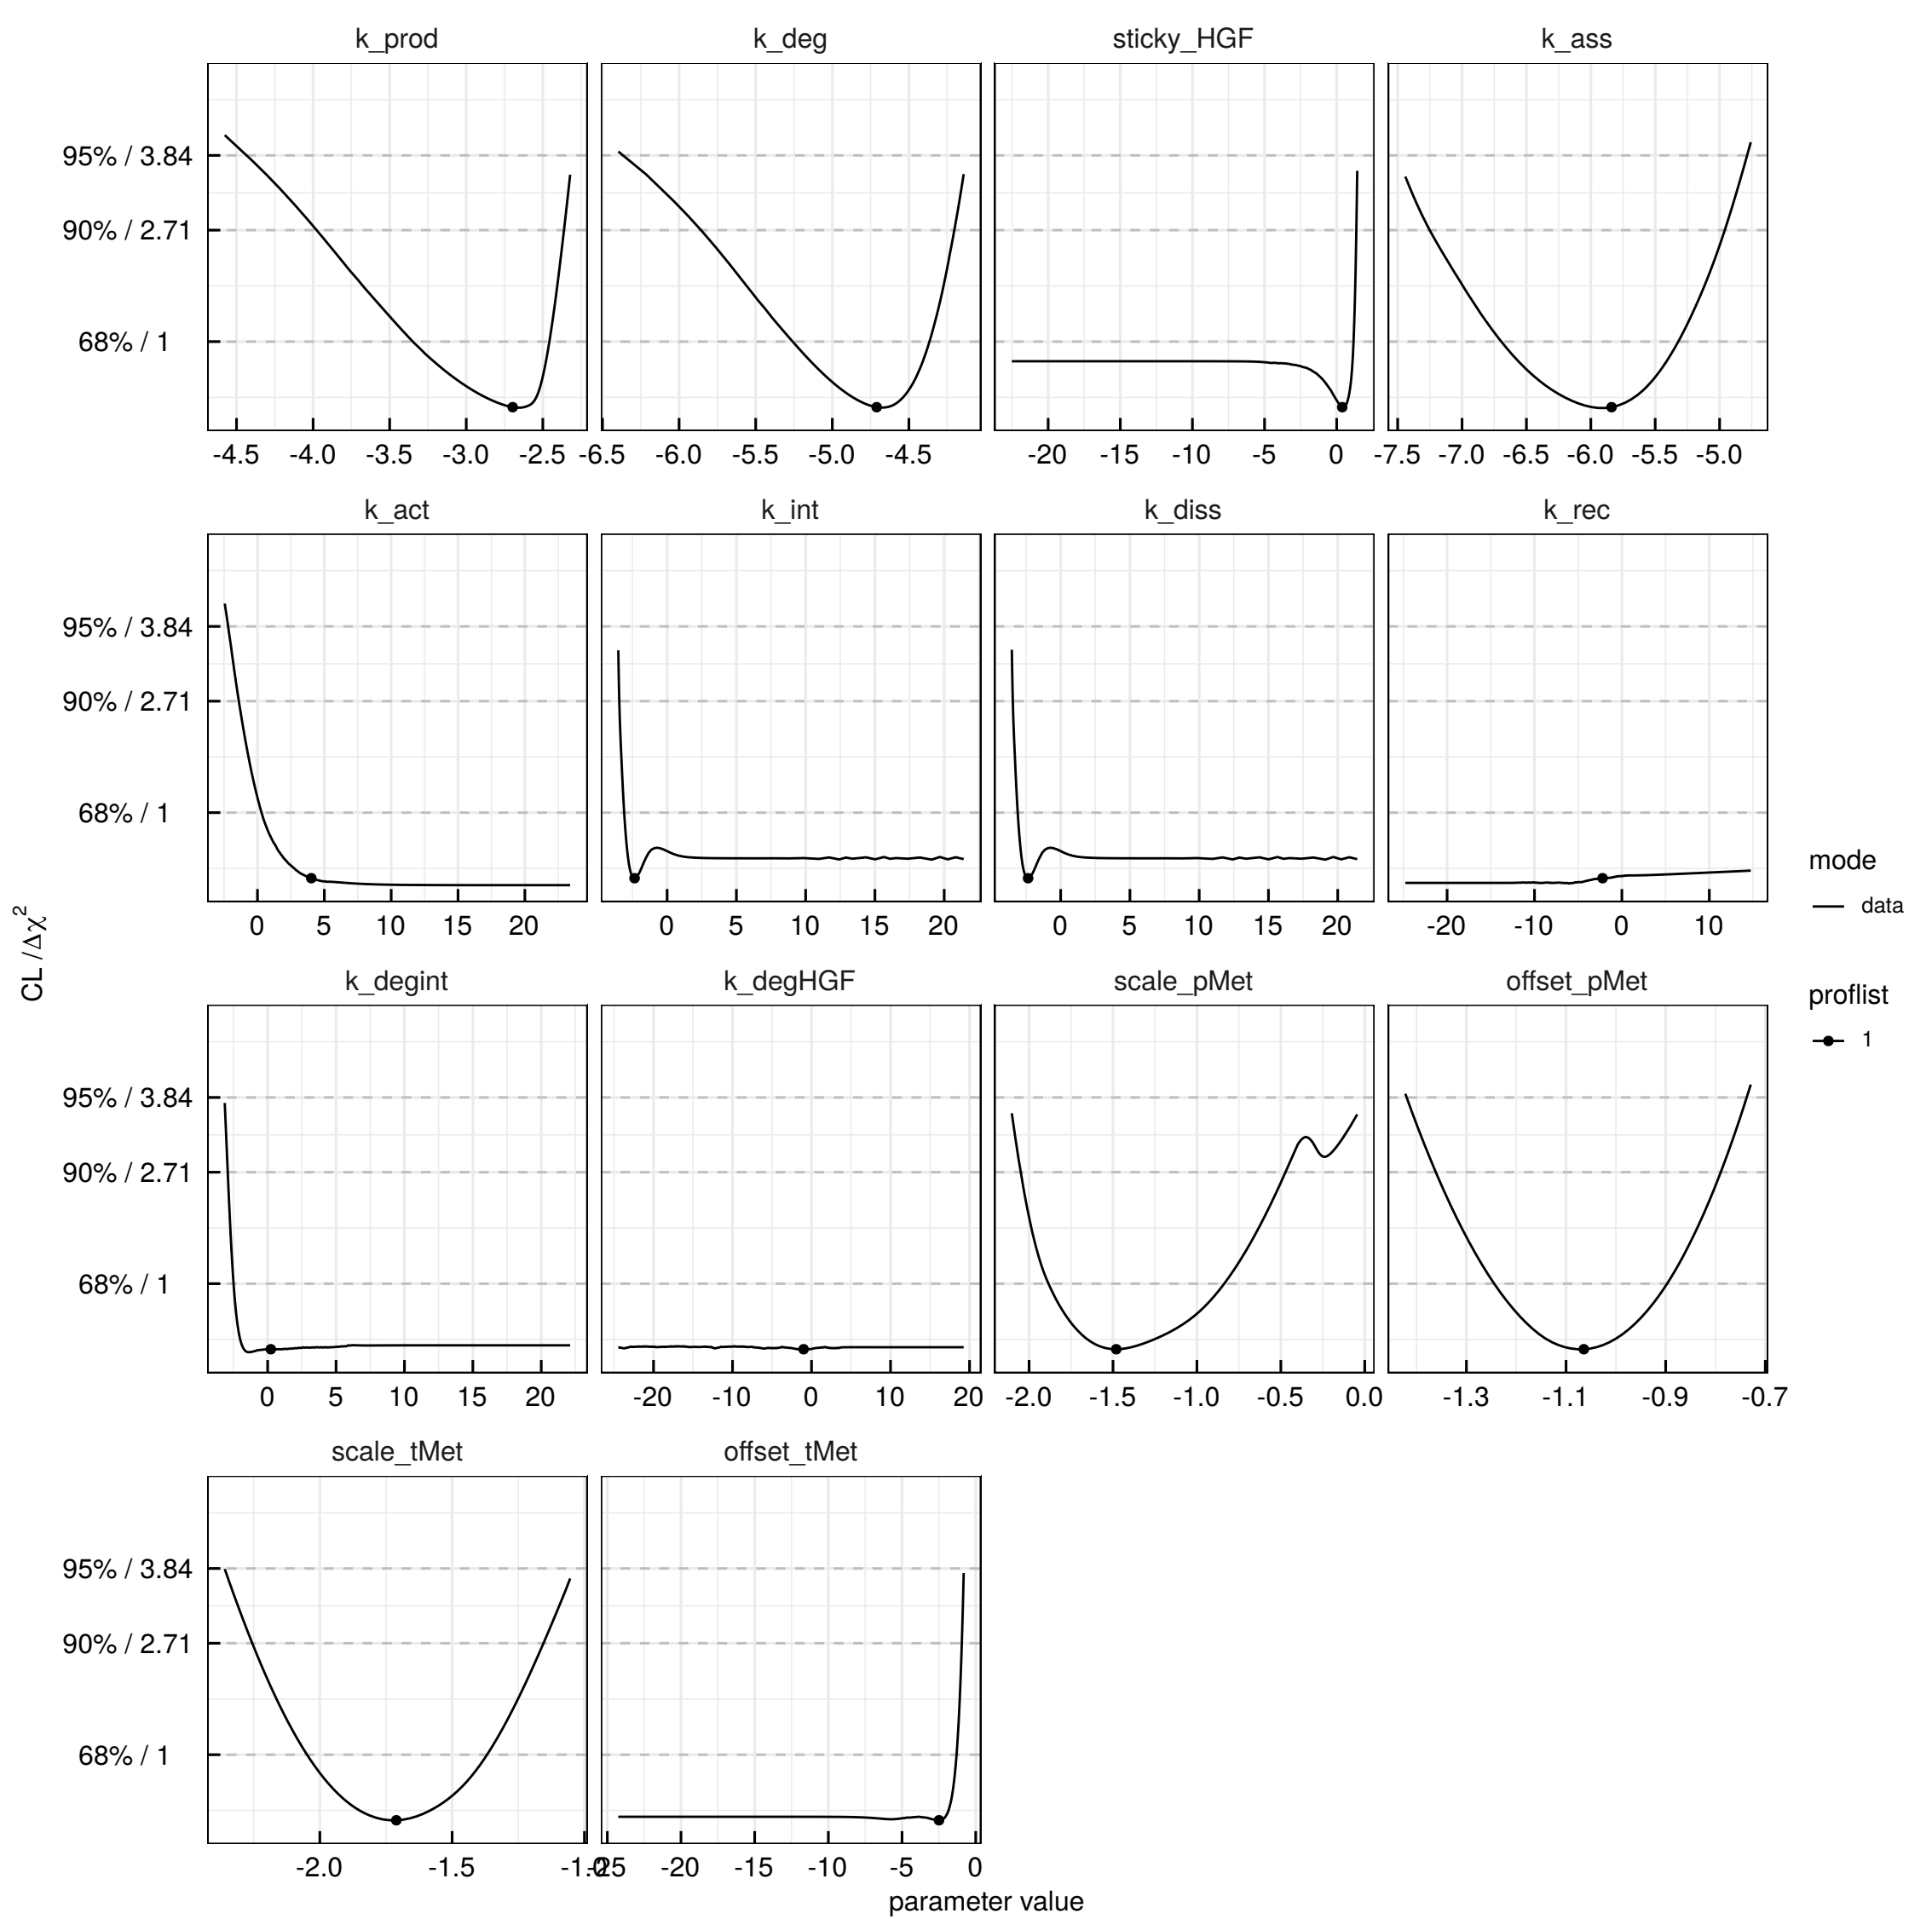 k_prod k_deg sticky_HGF k_ass
95% / 3.84
90% / 2.71
68% / 1
-4.5 -4.0 -3.5 -3.0 -2.5 -6.5 -6.0 -5.5 -5.0 -4.5 -20 -15 -10 -5 0 -7.5 -7.0 -6.5 -6.0 -5.5 -5.0
k_act k_int k_diss k_rec
95% / 3.84
90% / 2.71
68% / 1
0 5 10 15 20 0 5 10 15 20 0 5 10 15 20 -20 -10 0 10
k_degint k_degHGF scale_pMet offset_pMet
95% / 3.84
90% / 2.71
68% / 1
0 5 10 15 20 -20 -10 0 10 20 -2.0 -1.5 -1.0 -0.5 0.0 -1.3 -1.1 -0.9 -0.7
scale_tMet offset_tMet
95% / 3.84
90% / 2.71
68% / 1
-2.0 -1.5 -1.0 -25 -20 -15 -10 -5 0
parameter value
CL / Δχ²
mode
data
proflist
1